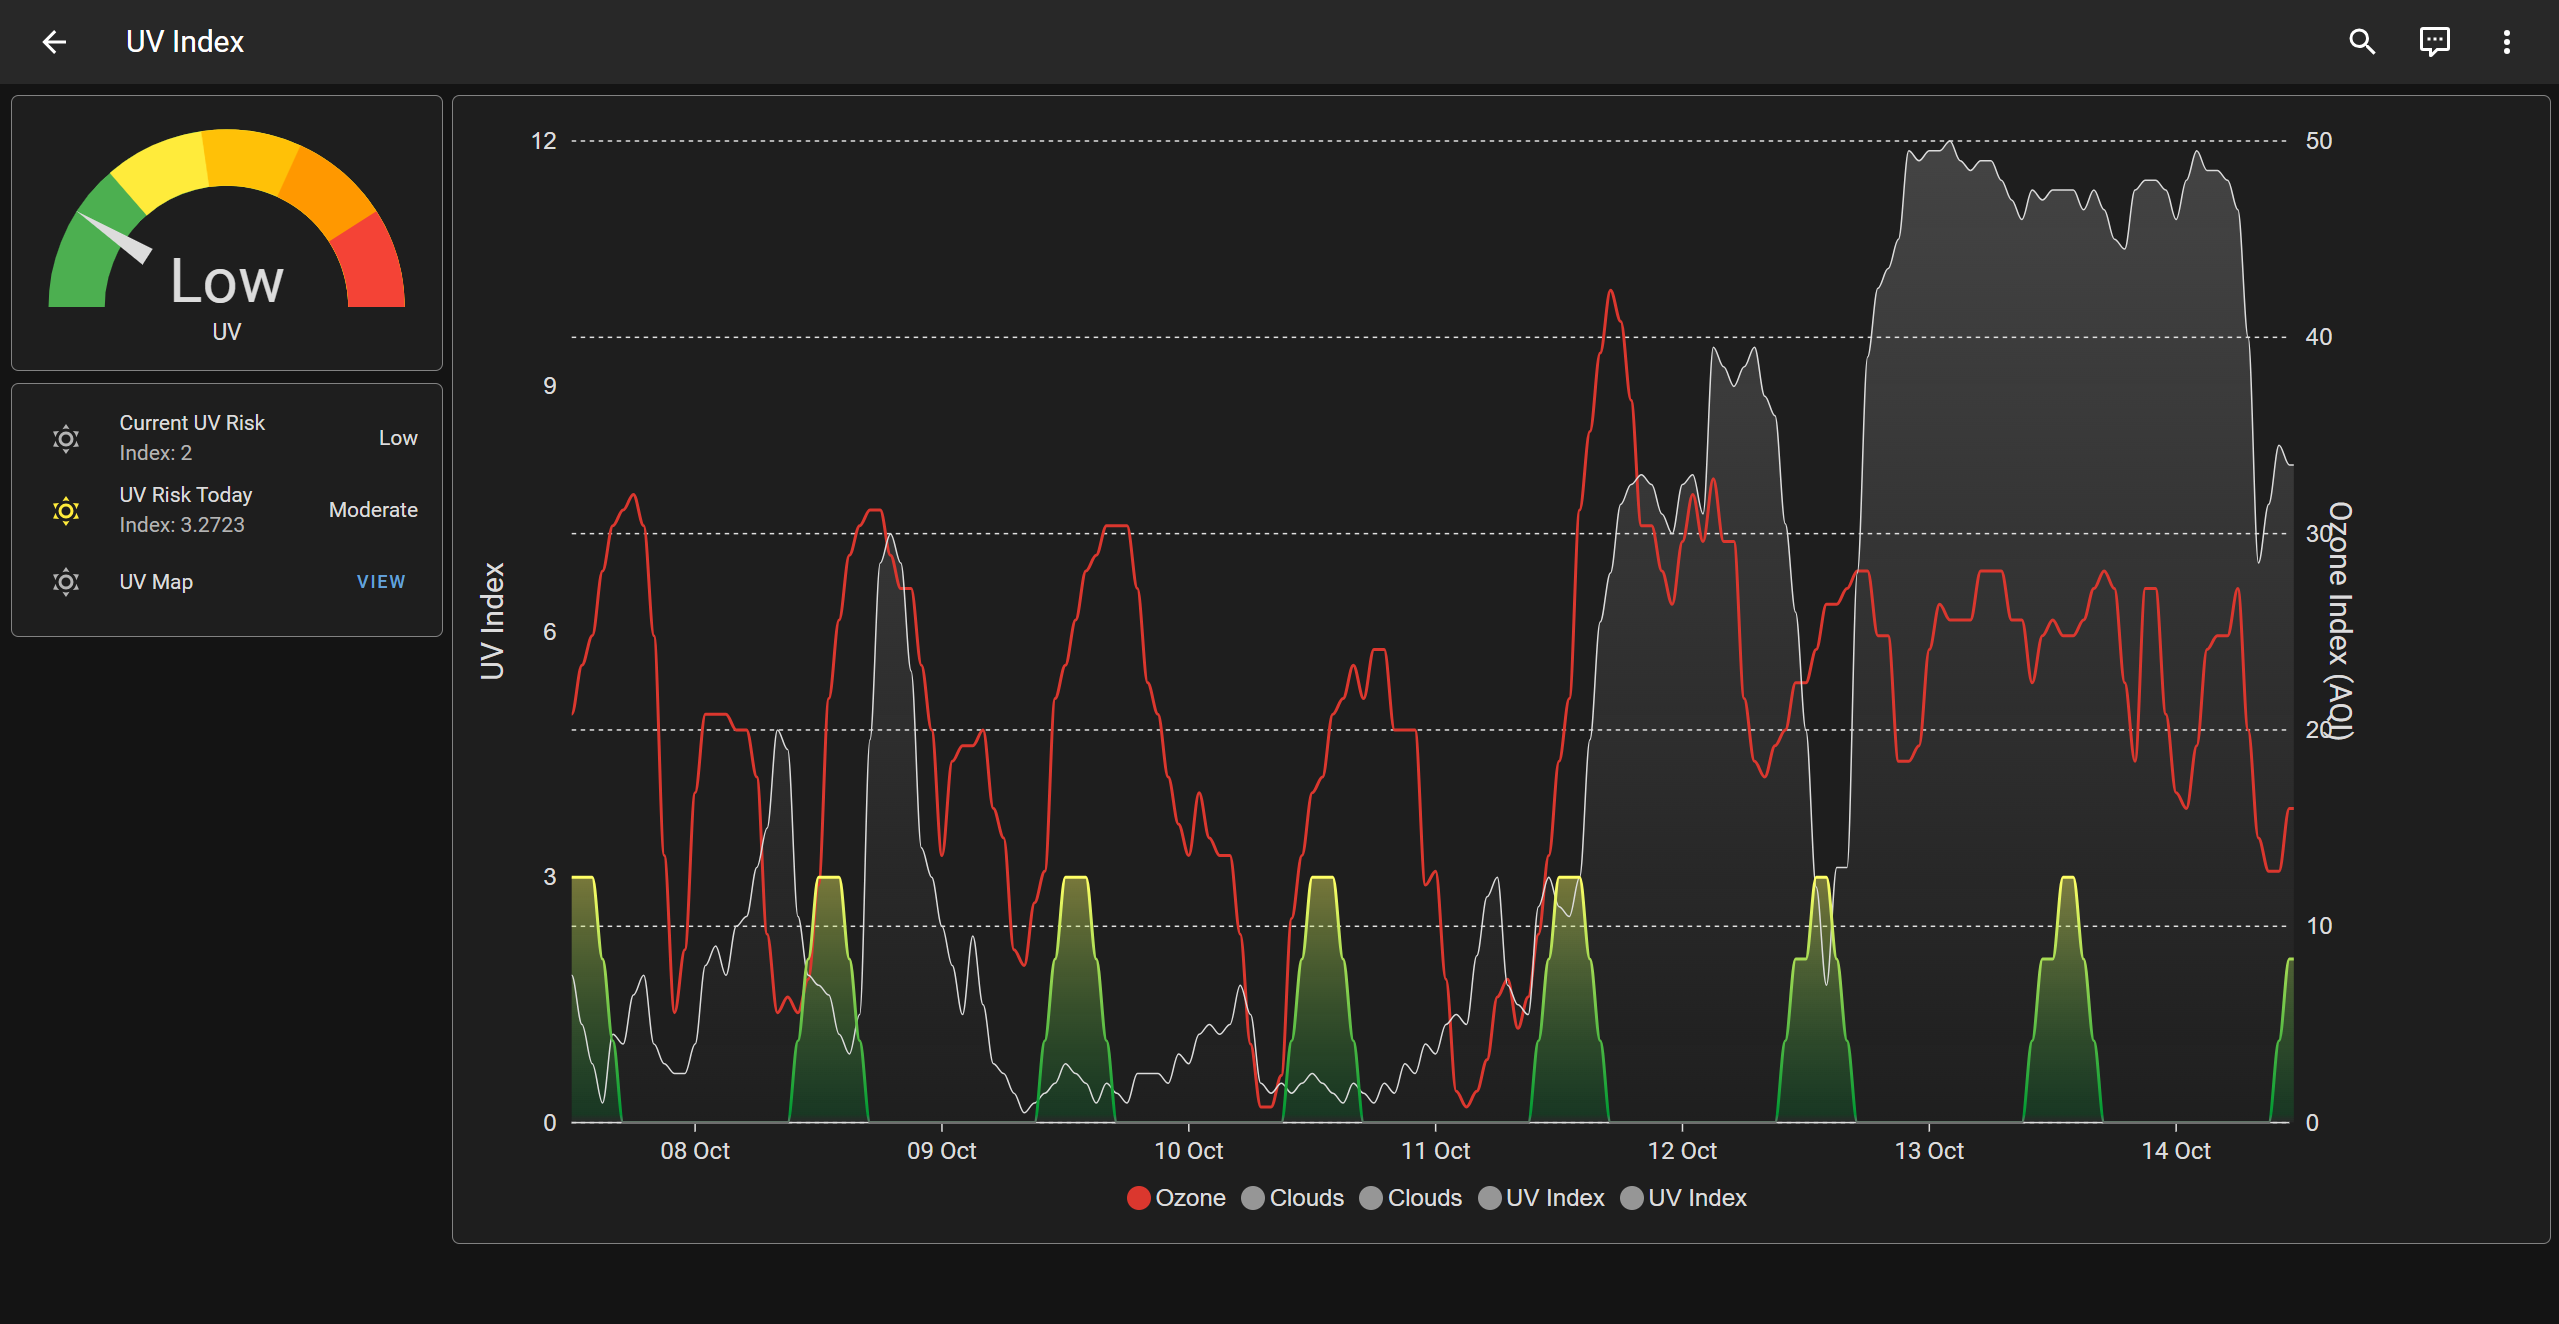 UV Index
Low
UV
Current UV Risk
Index: 2
Low
UV Risk Today
Index: 3.2723
Moderate
UV Map
VIEW
12
9
6
3
0
UV Index
50
40
30
20
10
0
Ozone Index (AQI)
08 Oct
09 Oct
10 Oct
11 Oct
12 Oct
13 Oct
14 Oct
Ozone
Clouds
Clouds
UV Index
UV Index